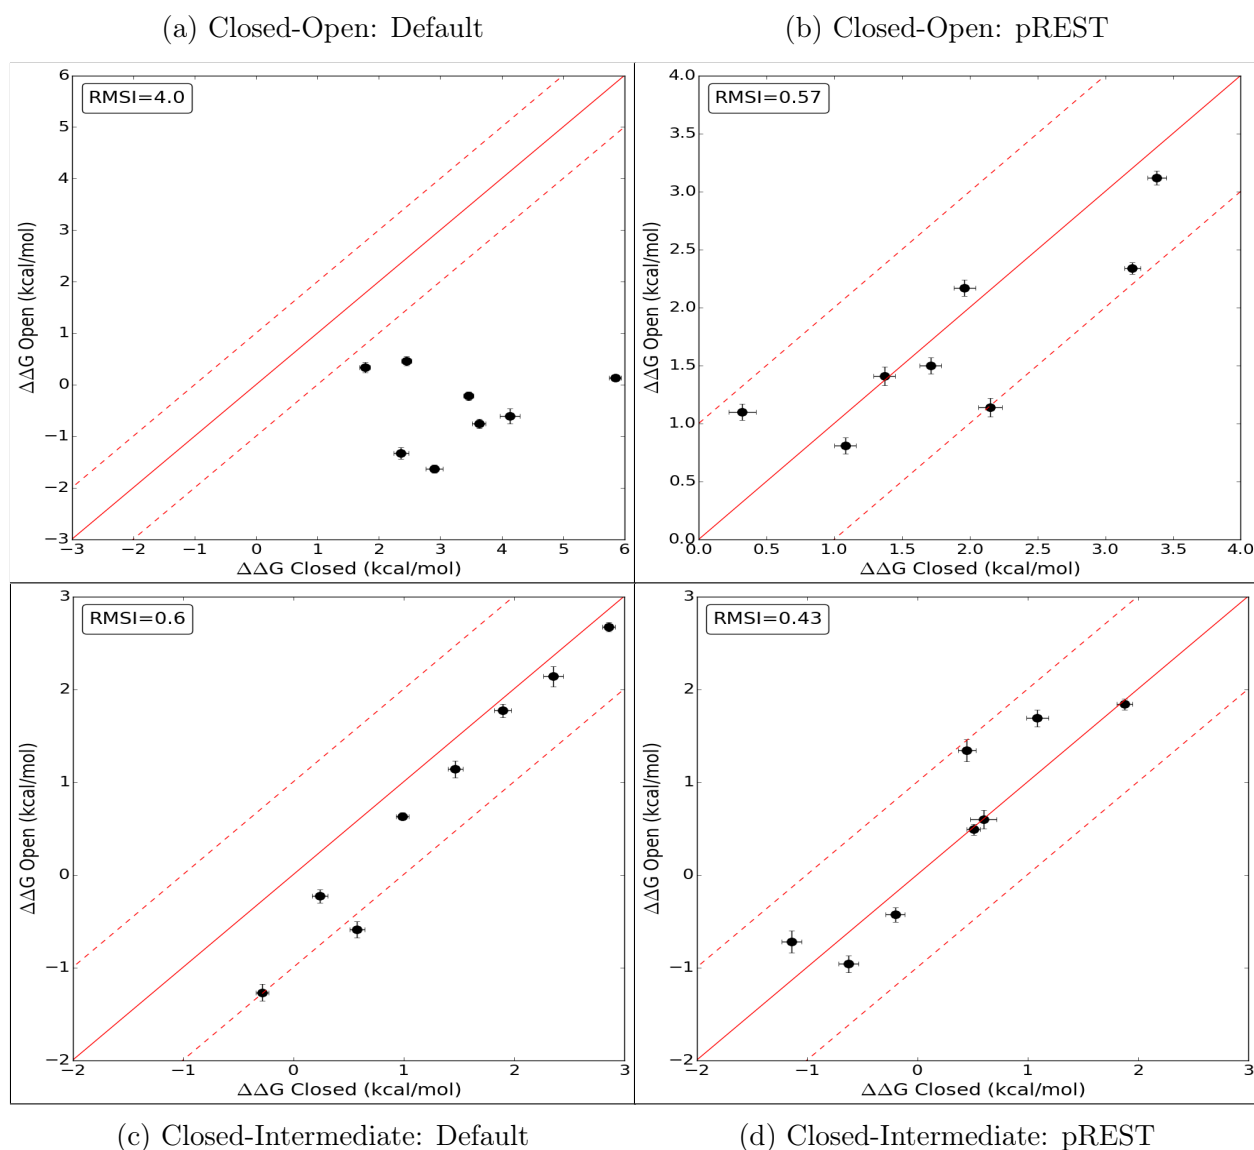 (a) Closed-Open: Default
(b) Closed-Open: pREST
RMSI=4.0
6
5
4
3
2
1
0
−1
−2
−3
ΔΔG Open (kcal/mol)
−3 −2 −1 0 1 2 3 4 5 6
ΔΔG Closed (kcal/mol)
RMSI=0.57
4.0
3.5
3.0
2.5
2.0
1.5
1.0
0.5
0.0
ΔΔG Open (kcal/mol)
0.0 0.5 1.0 1.5 2.0 2.5 3.0 3.5 4.0
ΔΔG Closed (kcal/mol)
RMSI=0.6
3
2
1
0
−1
−2
ΔΔG Open (kcal/mol)
−2 −1 0 1 2 3
ΔΔG Closed (kcal/mol)
RMSI=0.43
3
2
1
0
−1
−2
ΔΔG Open (kcal/mol)
−2 −1 0 1 2 3
ΔΔG Closed (kcal/mol)
(c) Closed-Intermediate: Default
(d) Closed-Intermediate: pREST